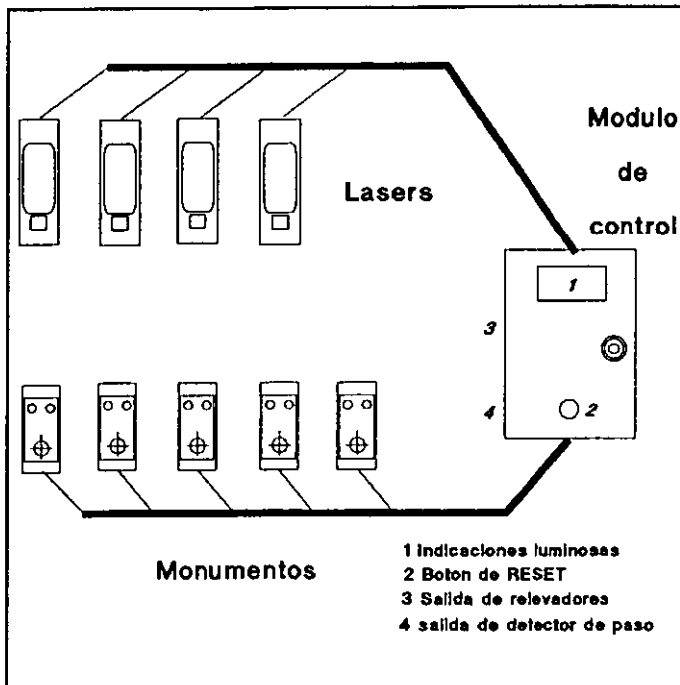 Modulo
de
control
Lasers
1
3
4
2
Monumentos
1 Indicaciones luminosas
2 Boton de RESET
3 Salida de relevadores
4 salida de detector de paso